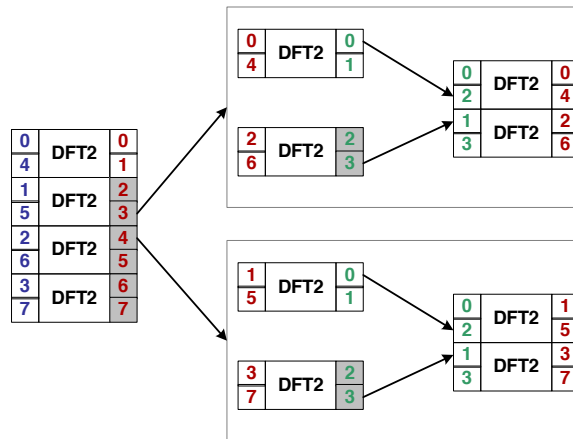 0 DFT2 0
4 1
1 DFT2 2
5 3
2 DFT2 4
6 5
3 DFT2 6
7 7
0 DFT2 0
4 1
2 DFT2 2
6 3
0 DFT2 0
2 4
1 DFT2 2
3 6
1 DFT2 0
5 1
3 DFT2 2
7 3
0 DFT2 1
2 5
1 DFT2 3
3 7